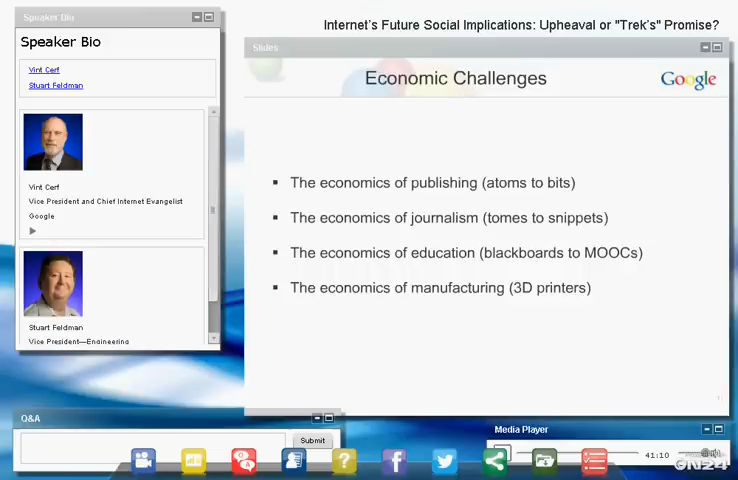 Internet's Future Social Implications: Upheaval or "Trek's" Promise?
Speaker Bio
Speaker Bio
Vint Cerf
Stuart Feldman
Vint Cerf
Vice President and Chief Internet Evangelist
Google
Stuart Feldman
Vice President—Engineering
Slides
Economic Challenges
Google
The economics of publishing (atoms to bits)
The economics of journalism (tomes to snippets)
The economics of education (blackboards to MOOCs)
The economics of manufacturing (3D printers)
Q&A
Submit
Media Player
41:10
ON24